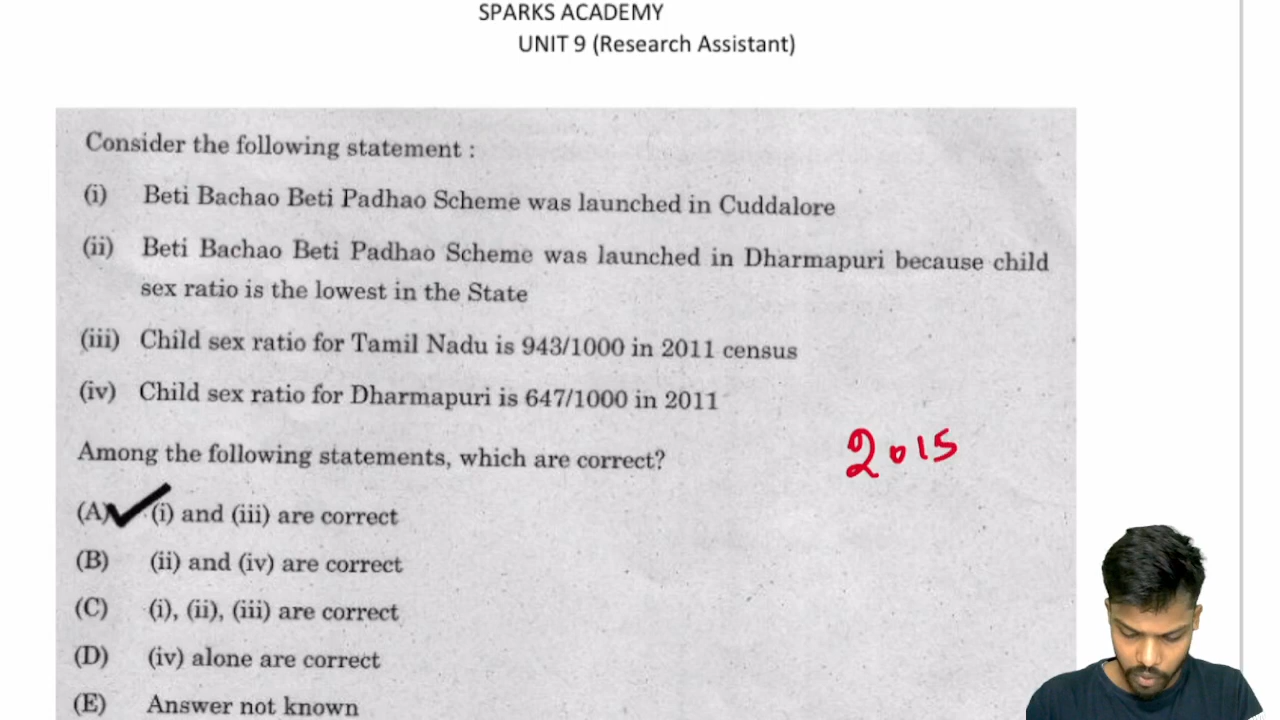 SPARKS ACADEMY
UNIT 9 (Research Assistant)
Consider the following statement :
(i) Beti Bachao Beti Padhao Scheme was launched in Cuddalore
(ii) Beti Bachao Beti Padhao Scheme was launched in Dharmapuri because child
sex ratio is the lowest in the State
(iii) Child sex ratio for Tamil Nadu is 943/1000 in 2011 census
(iv) Child sex ratio for Dharmapuri is 647/1000 in 2011
2015
Among the following statements, which are correct?
(A) (i) and (iii) are correct
(B) (ii) and (iv) are correct
(C) (i), (ii), (iii) are correct
(D) (iv) alone are correct
(E) Answer not known